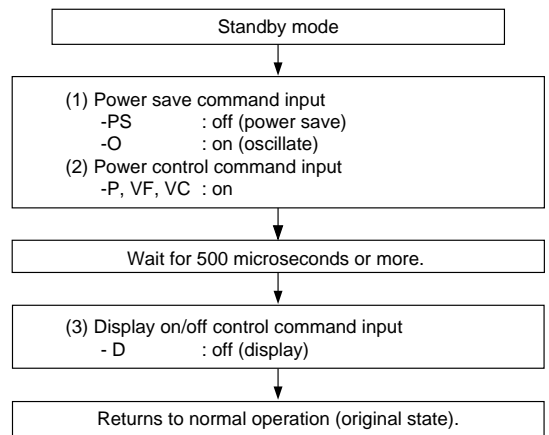 Standby mode
(1) Power save command input
-PS : off (power save)
-O : on (oscillate)
(2) Power control command input
-P, VF, VC : on
Wait for 500 microseconds or more.
(3) Display on/off control command input
- D : off (display)
Returns to normal operation (original state).